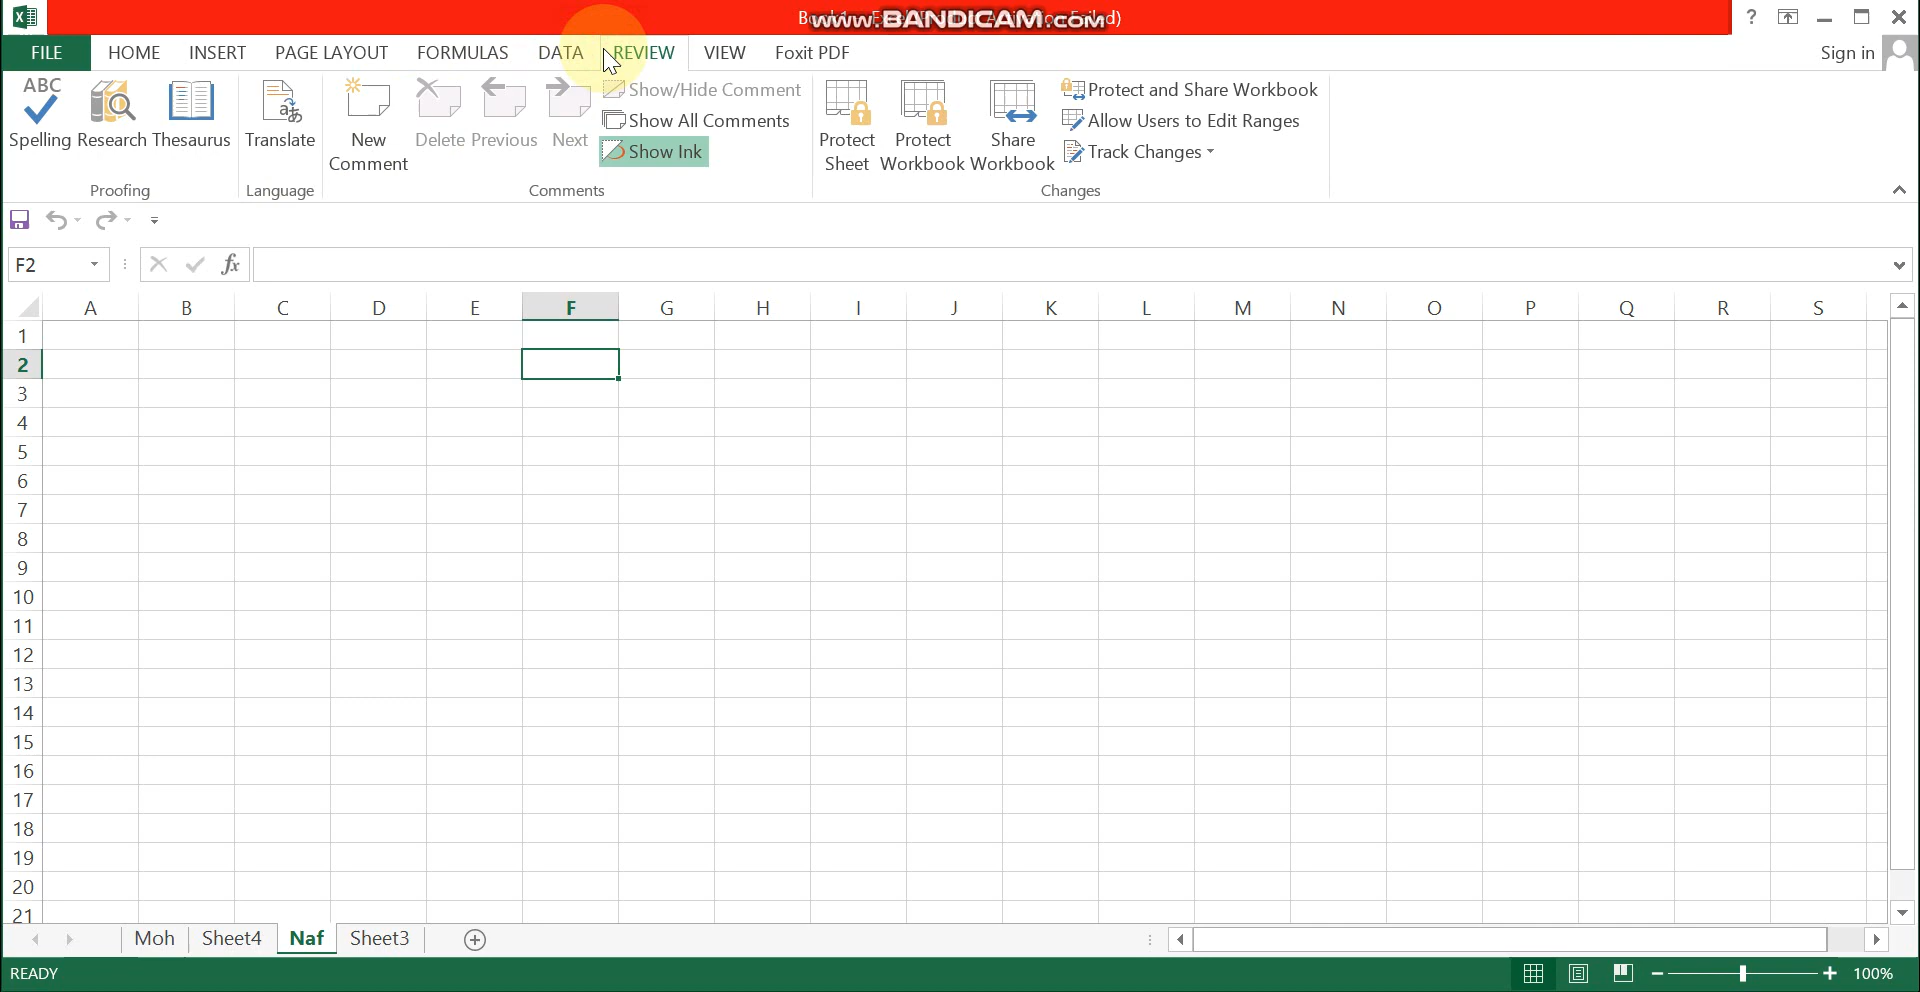 www.BANDICAM.com
?
FILE HOME INSERT PAGE LAYOUT FORMULAS DATA REVIEW VIEW Foxit PDF Sign in
ABC
Spelling Research Thesaurus
Proofing
Translate
Language
New Comment
Delete Previous Next
Show/Hide Comment
Show All Comments
Show Ink
Comments
Protect Sheet
Protect Workbook
Share Workbook
Protect and Share Workbook
Allow Users to Edit Ranges
Track Changes
Changes
F2 fx
A B C D E F G H I J K L M N O P Q R S
1
2
3
4
5
6
7
8
9
10
11
12
13
14
15
16
17
18
19
20
21
Moh Sheet4 Naf Sheet3
READY 100%